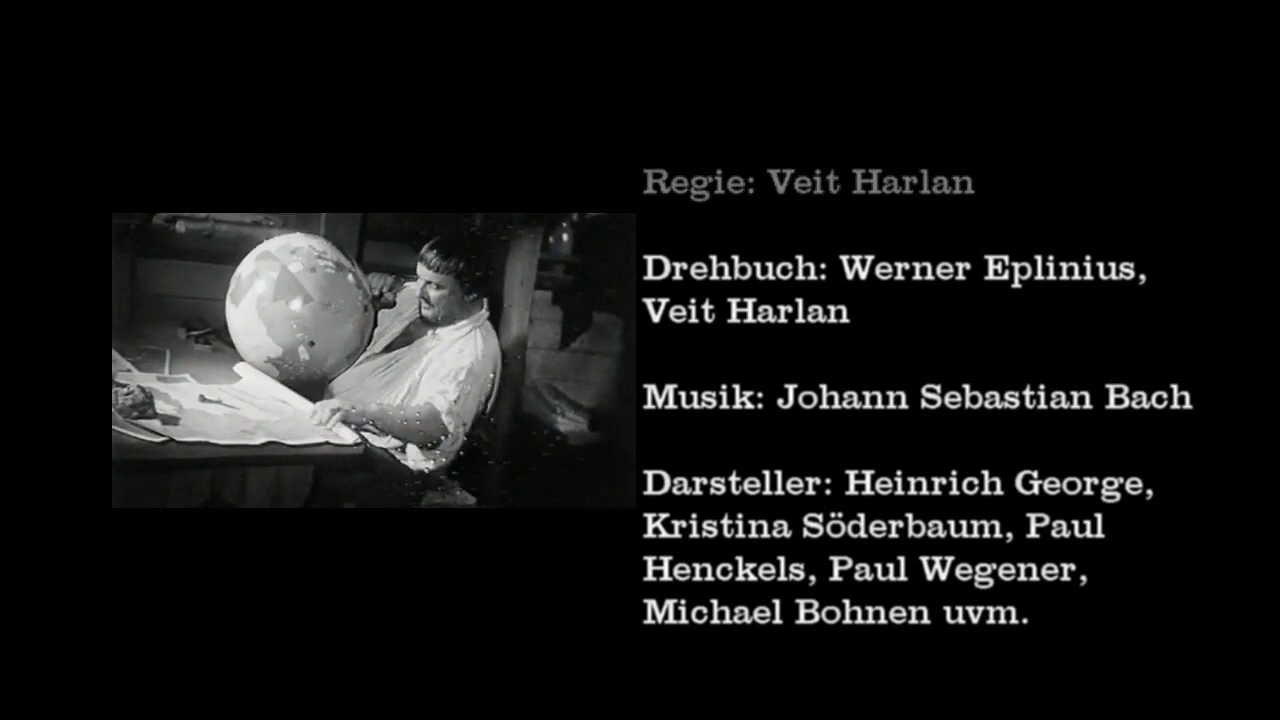 Regie: Veit Harlan
Drehbuch: Werner Eplinius,
Veit Harlan
Musik: Johann Sebastian Bach
Darsteller: Heinrich George,
Kristina Söderbaum, Paul
Henckels, Paul Wegener,
Michael Bohnen uvm.